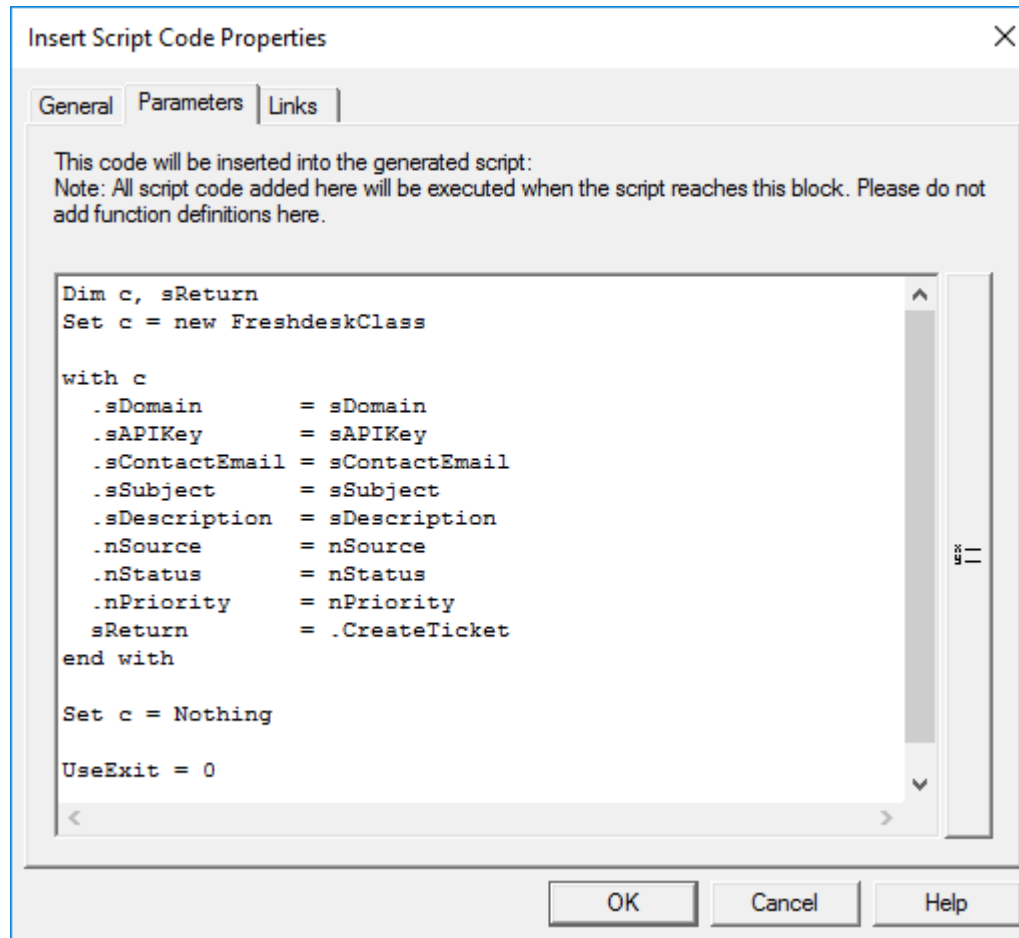 Insert Script Code Properties
General Parameters Links
This code will be inserted into the generated script:
Note: All script code added here will be executed when the script reaches this block. Please do not
add function definitions here.
Dim c, sReturn
Set c = new FreshdeskClass
with c
  .sDomain       = sDomain
  .sAPIKey       = sAPIKey
  .sContactEmail = sContactEmail
  .sSubject      = sSubject
  .sDescription  = sDescription
  .nSource       = nSource
  .nStatus       = nStatus
  .nPriority     = nPriority
  sReturn        = .CreateTicket
end with
Set c = Nothing
UseExit = 0
OK Cancel Help